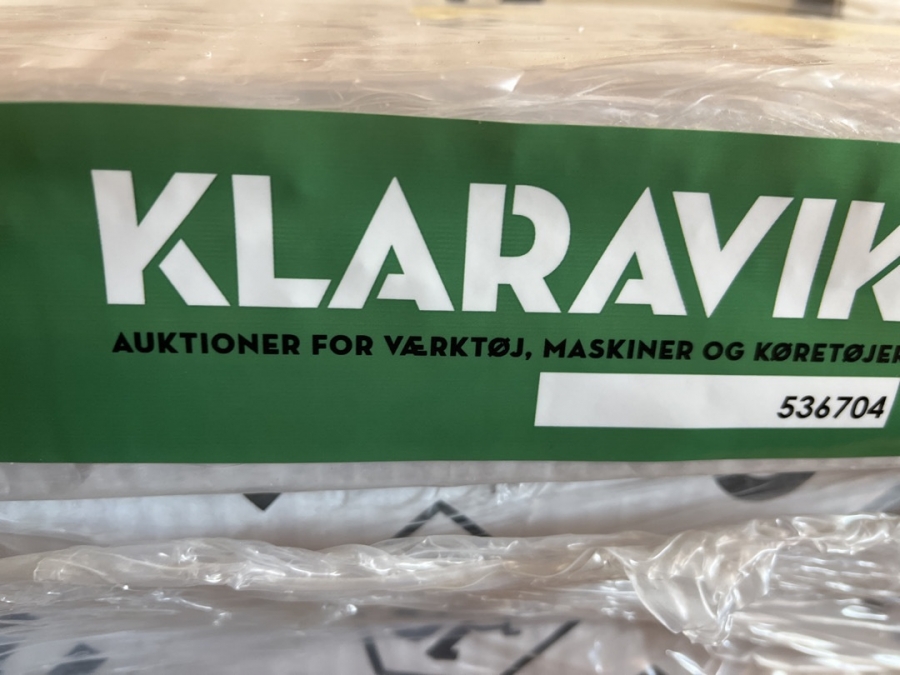 KLARAVIK
AUKTIONER FOR VÆRKTØJ, MASKINER OG KØRETØJER
536704